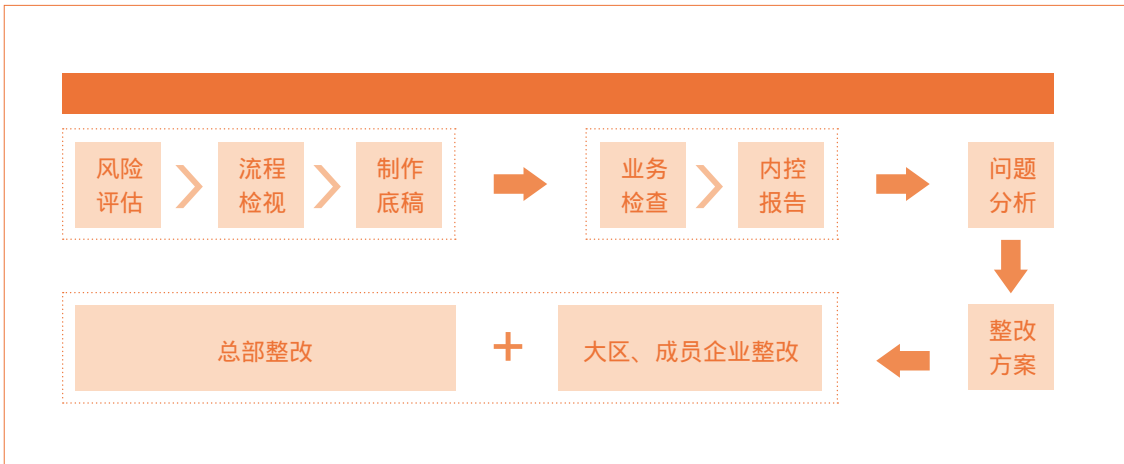 风险
评估
流程
检视
制作
底稿
业务
检查
内控
报告
问题
分析
整改
方案
总部整改
+
大区、成员企业整改